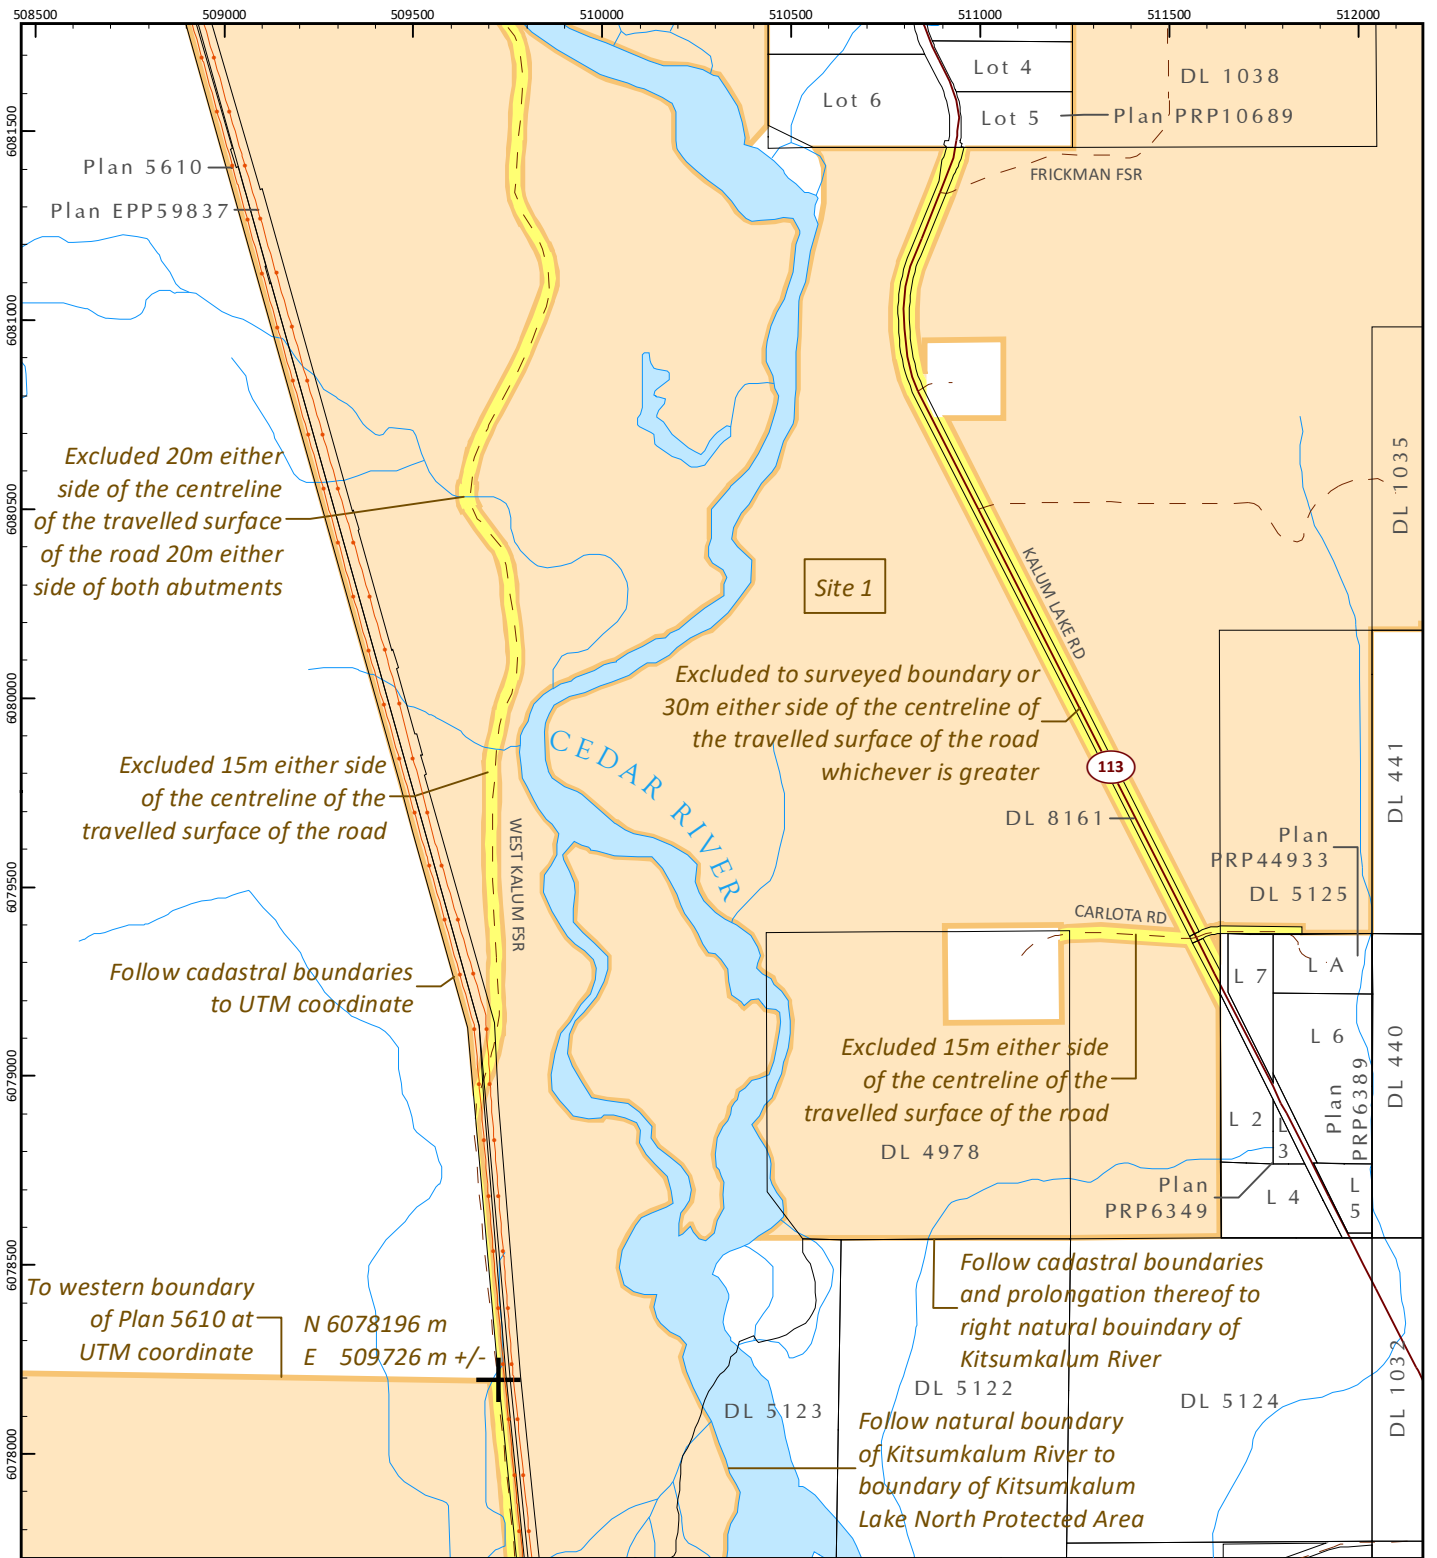 508500
509000
509500
510000
510500
511000
511500
512000
6081500
6081000
6080500
6080000
6079500
6079000
6078500
6078000
Lot 4
DL 1038
Lot 6
Lot 5
Plan PRP10689
FRICKMAN FSR
Plan 5610
Plan EPP59837
DL 1035
Excluded 20m either
side of the centreline
of the travelled surface
of the road 20m either
side of both abutments
Site 1
KALUM LAKE RD
Excluded to surveyed boundary or
30m either side of the centreline of
the travelled surface of the road
whichever is greater
113
DL 441
CEDAR RIVER
Excluded 15m either side
of the centreline of the
travelled surface of the road
WEST KALUM FSR
DL 8161
Plan
PRP44933
DL 5125
CARLOTA RD
Follow cadastral boundaries
to UTM coordinate
L 7
L A
L 6
DL 440
Excluded 15m either side
of the centreline of the
travelled surface of the road
Plan
PRP6389
L 2
L
3
DL 4978
Plan
PRP6349
L 4
L
5
To western boundary
of Plan 5610 at
UTM coordinate
N 6078196 m
E 509726 m +/-
Follow cadastral boundaries
and prolongation thereof to
right natural bouindary of
Kitsumkalum River
DL 1032
DL 5122
DL 5124
DL 5123
Follow natural boundary
of Kitsumkalum River to
boundary of Kitsumkalum
Lake North Protected Area